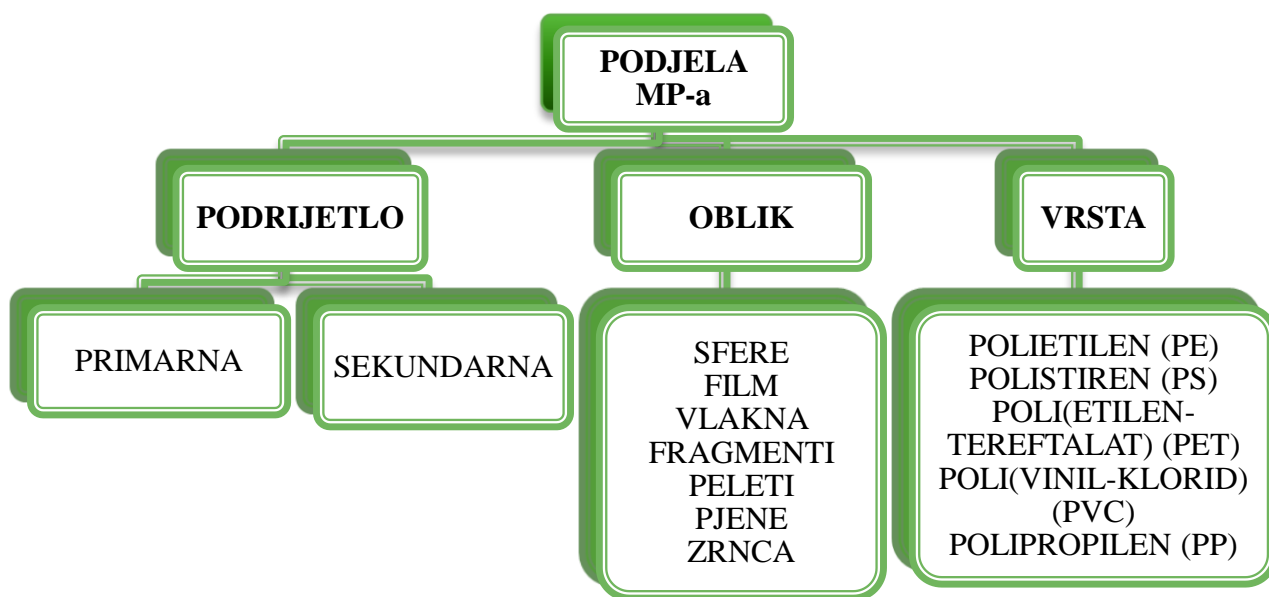 PODJELA
MP-a
PODRIJETLO
OBLIK
VRSTA
PRIMARNA
SEKUNDARNA
SFERE
FILM
VLAKNA
FRAGMENTI
PELETI
PJENE
ZRNCA
POLIETILEN (PE)
POLISTIREN (PS)
POLI(ETILEN-
TEREFTALAT) (PET)
POLI(VINIL-KLORID)
(PVC)
POLIPROPILEN (PP)